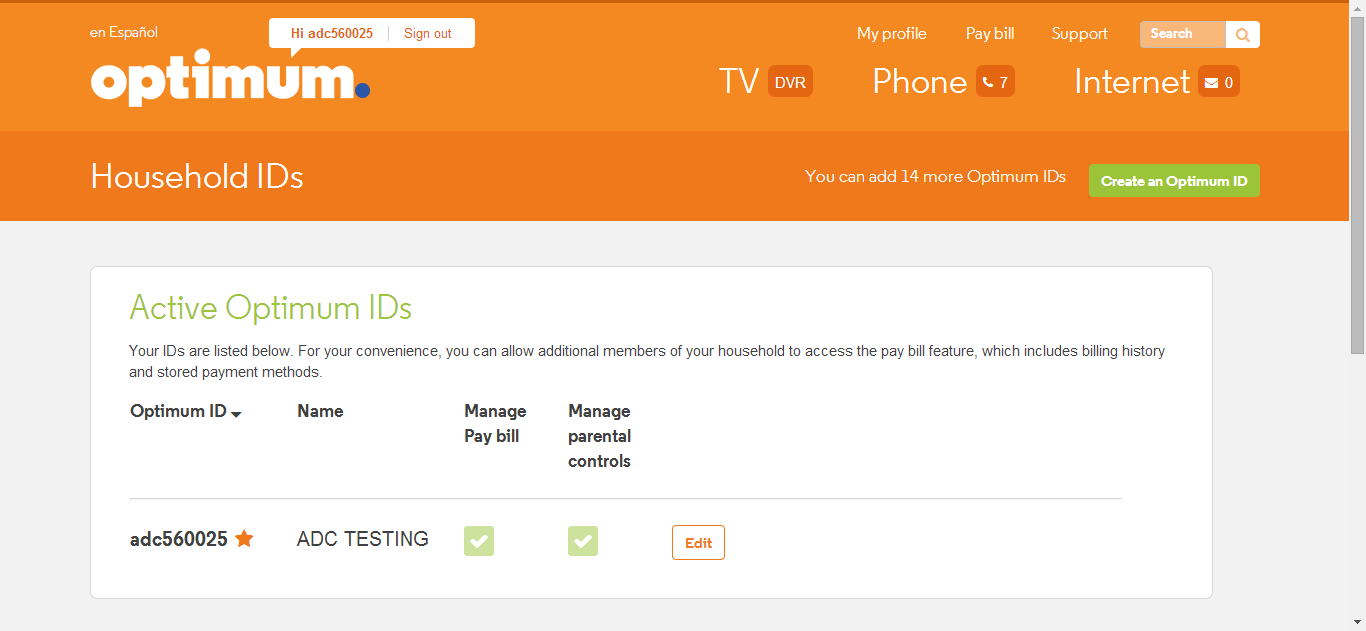 en Español
Hi adc560025 Sign out
My profile Pay bill Support Search
optimum.
TV DVR Phone 7 Internet 0
Household IDs
You can add 14 more Optimum IDs
Create an Optimum ID
Active Optimum IDs
Your IDs are listed below. For your convenience, you can allow additional members of your household to access the pay bill feature, which includes billing history
and stored payment methods.
Optimum ID Name Manage Manage
Pay bill parental
controls
adc560025 ADC TESTING Edit